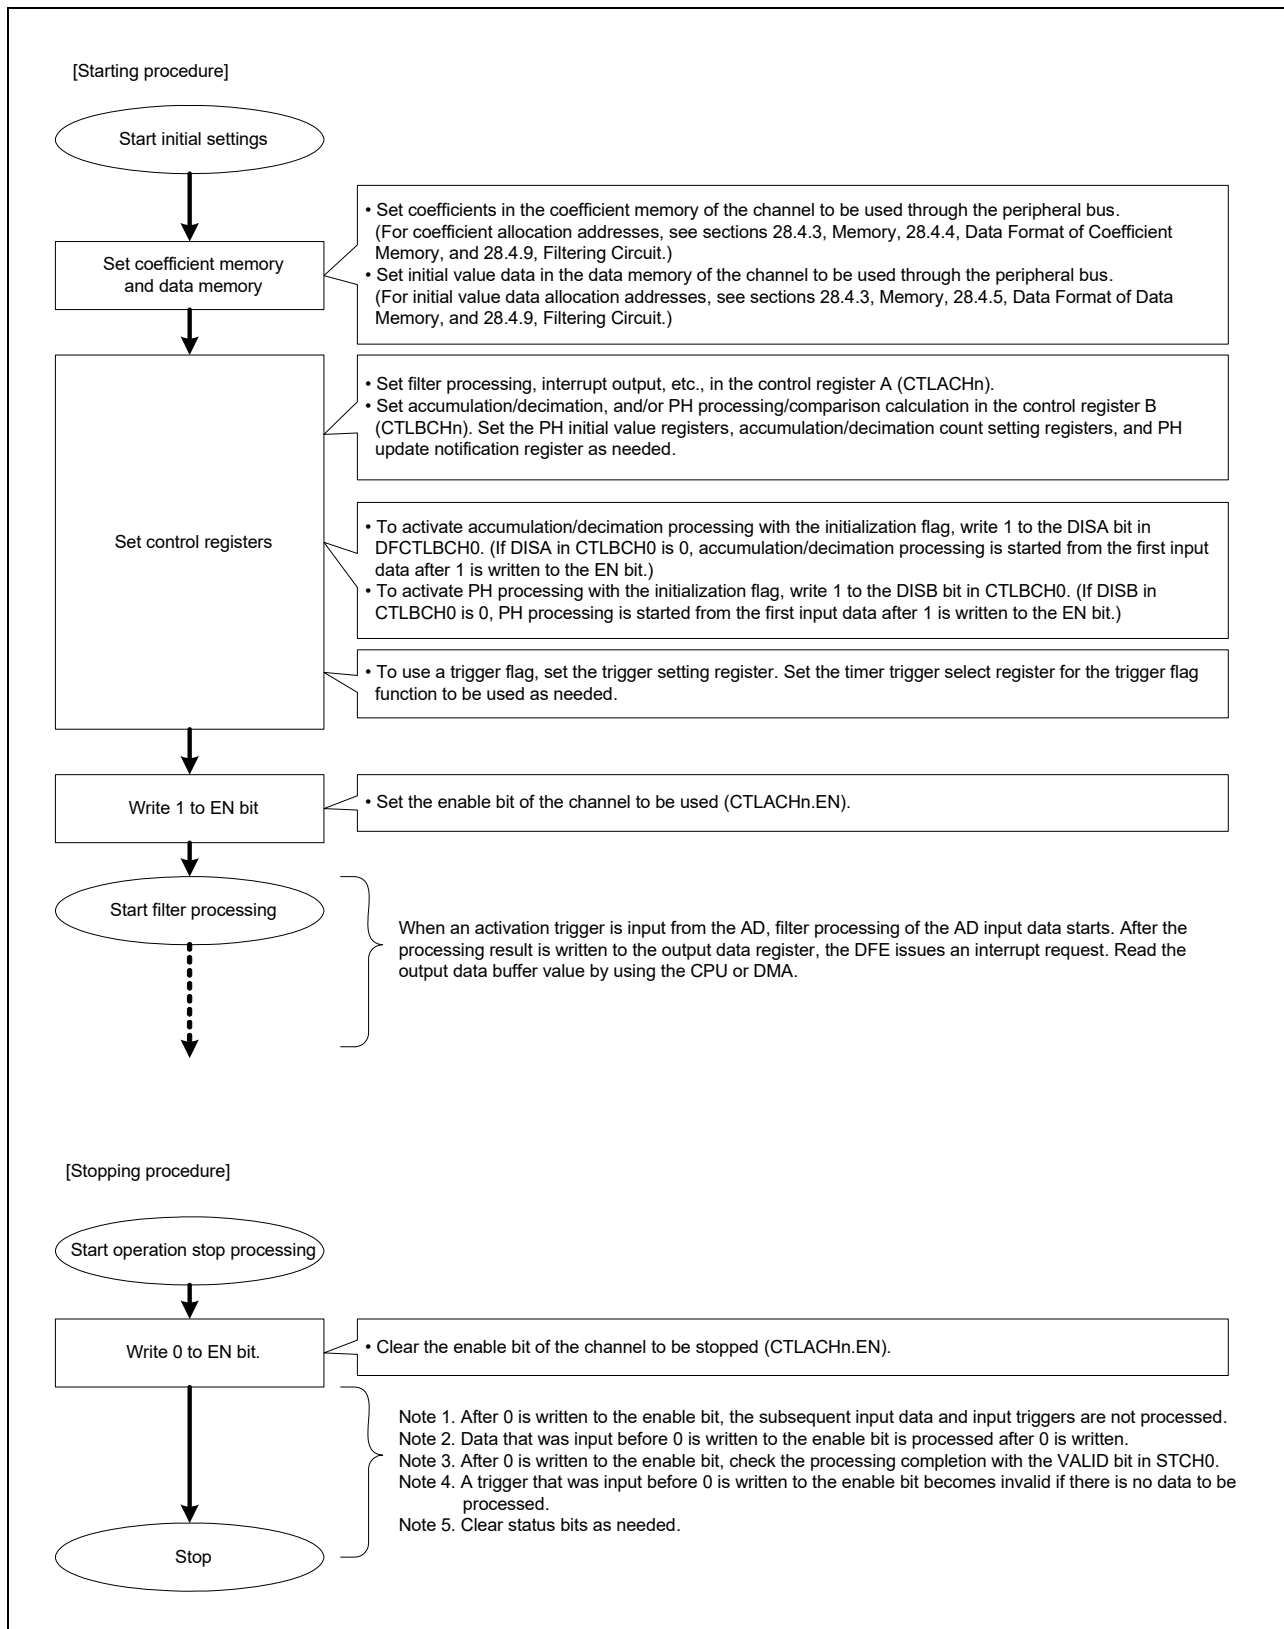 [Starting procedure]
Start initial settings
Set coefficient memory
and data memory
• Set coefficients in the coefficient memory of the channel to be used through the peripheral bus.
(For coefficient allocation addresses, see sections 28.4.3, Memory, 28.4.4, Data Format of Coefficient
Memory, and 28.4.9, Filtering Circuit.)
• Set initial value data in the data memory of the channel to be used through the peripheral bus.
(For initial value data allocation addresses, see sections 28.4.3, Memory, 28.4.5, Data Format of Data
Memory, and 28.4.9, Filtering Circuit.)
Set control registers
• Set filter processing, interrupt output, etc., in the control register A (CTLACHn).
• Set accumulation/decimation, and/or PH processing/comparison calculation in the control register B
(CTLBCHn). Set the PH initial value registers, accumulation/decimation count setting registers, and PH
update notification register as needed.
• To activate accumulation/decimation processing with the initialization flag, write 1 to the DISA bit in
DFCTLBCH0. (If DISA in CTLBCH0 is 0, accumulation/decimation processing is started from the first input
data after 1 is written to the EN bit.)
• To activate PH processing with the initialization flag, write 1 to the DISB bit in CTLBCH0. (If DISB in
CTLBCH0 is 0, PH processing is started from the first input data after 1 is written to the EN bit.)
• To use a trigger flag, set the trigger setting register. Set the timer trigger select register for the trigger flag
function to be used as needed.
Write 1 to EN bit
• Set the enable bit of the channel to be used (CTLACHn.EN).
Start filter processing
When an activation trigger is input from the AD, filter processing of the AD input data starts. After the
processing result is written to the output data register, the DFE issues an interrupt request. Read the
output data buffer value by using the CPU or DMA.
[Stopping procedure]
Start operation stop processing
Write 0 to EN bit.
• Clear the enable bit of the channel to be stopped (CTLACHn.EN).
Note 1. After 0 is written to the enable bit, the subsequent input data and input triggers are not processed.
Note 2. Data that was input before 0 is written to the enable bit is processed after 0 is written.
Note 3. After 0 is written to the enable bit, check the processing completion with the VALID bit in STCH0.
Note 4. A trigger that was input before 0 is written to the enable bit becomes invalid if there is no data to be
processed.
Note 5. Clear status bits as needed.
Stop